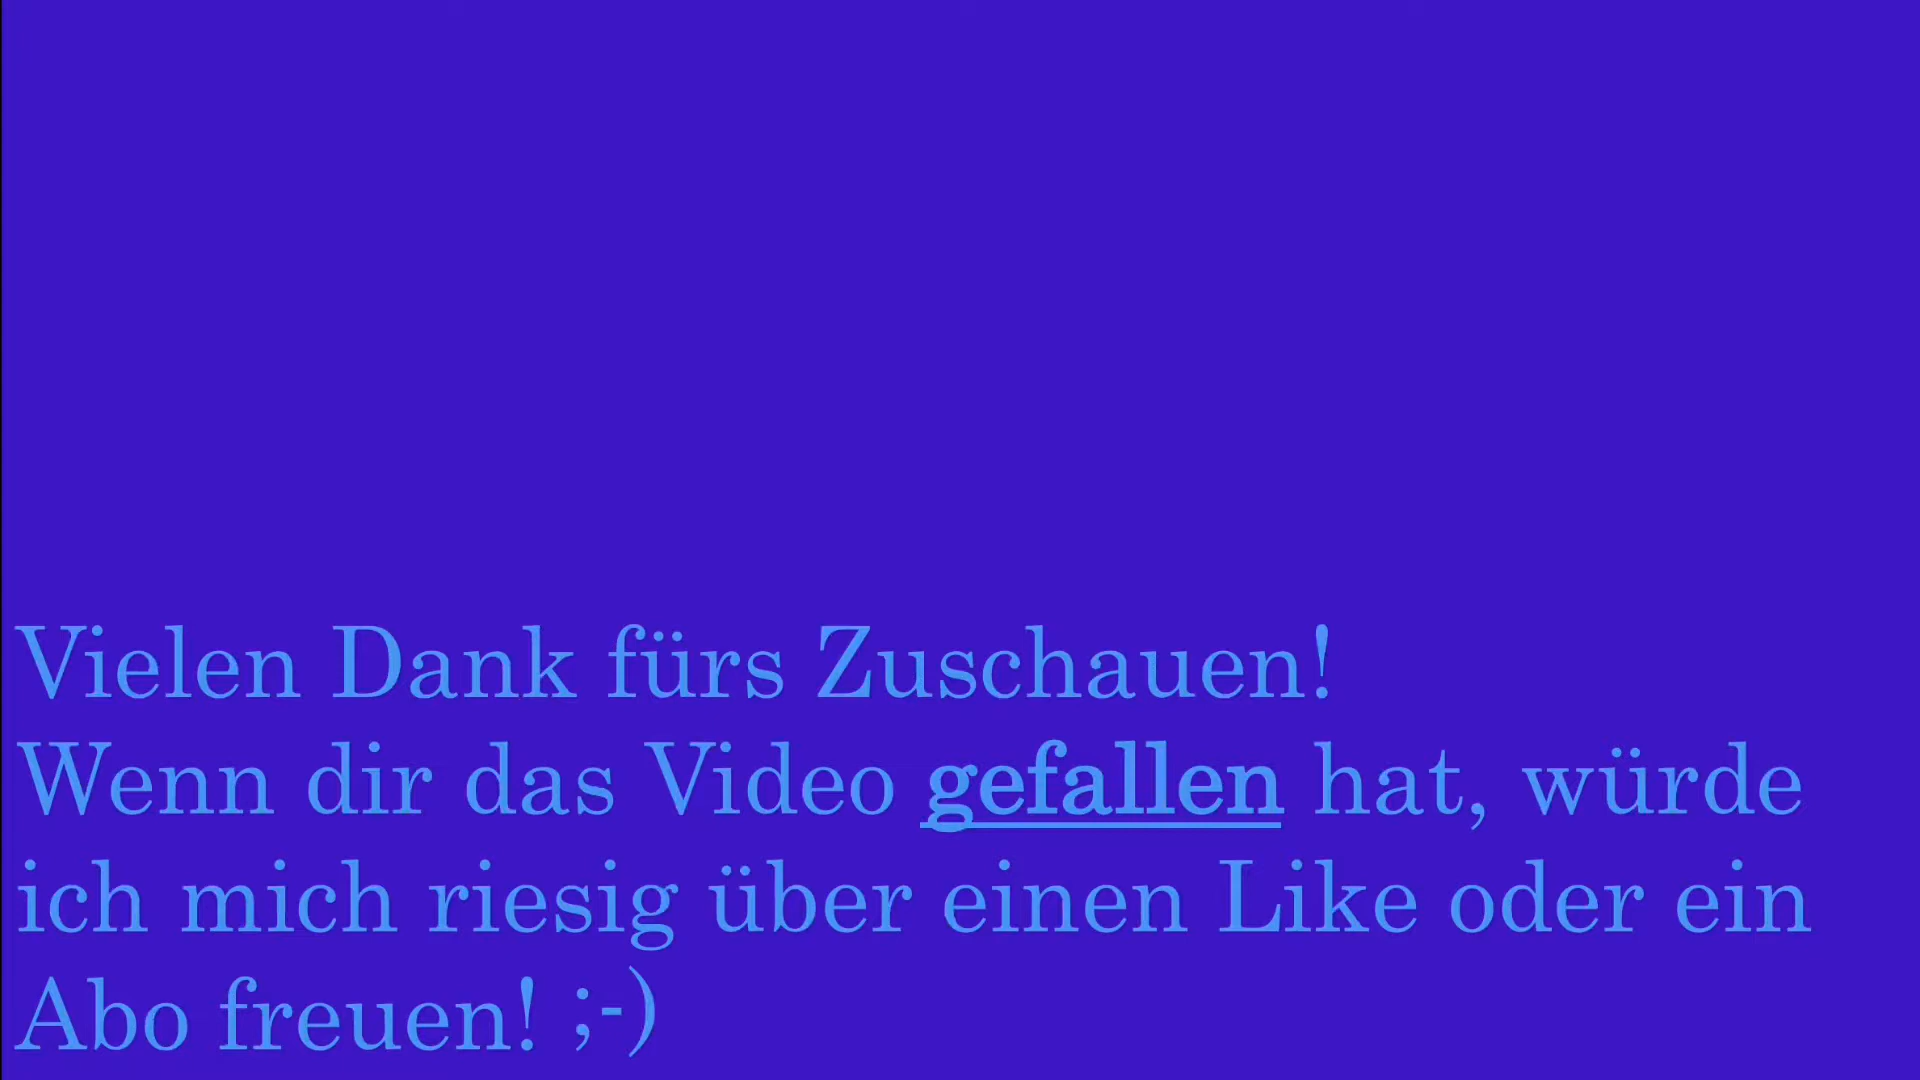 Vielen Dank fürs Zuschauen!
Wenn dir das Video gefallen hat, würde
ich mich riesig über einen Like oder ein
Abo freuen! ;-)